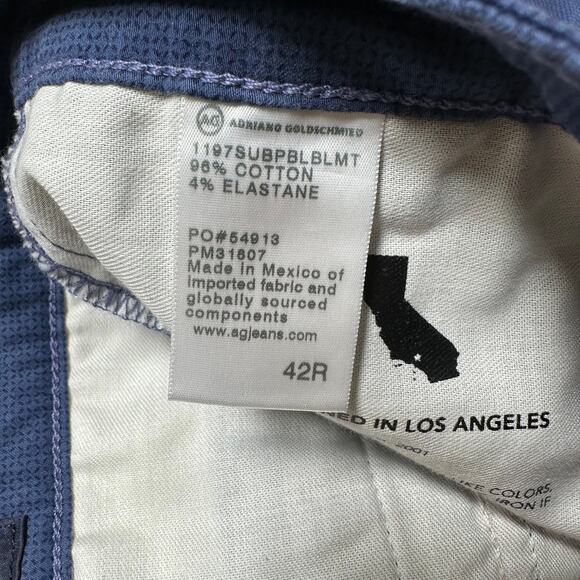 AG ADRIANO GOLDSCHMIED
1197SUBPBLBLMT
96% COTTON
4% ELASTANE
PO#54913
PM31607
Made in Mexico of
imported fabric and
globally sourced
components
www.agjeans.com
42R
IN LOS ANGELES
2001
LIKE COLORS,
IRON IF